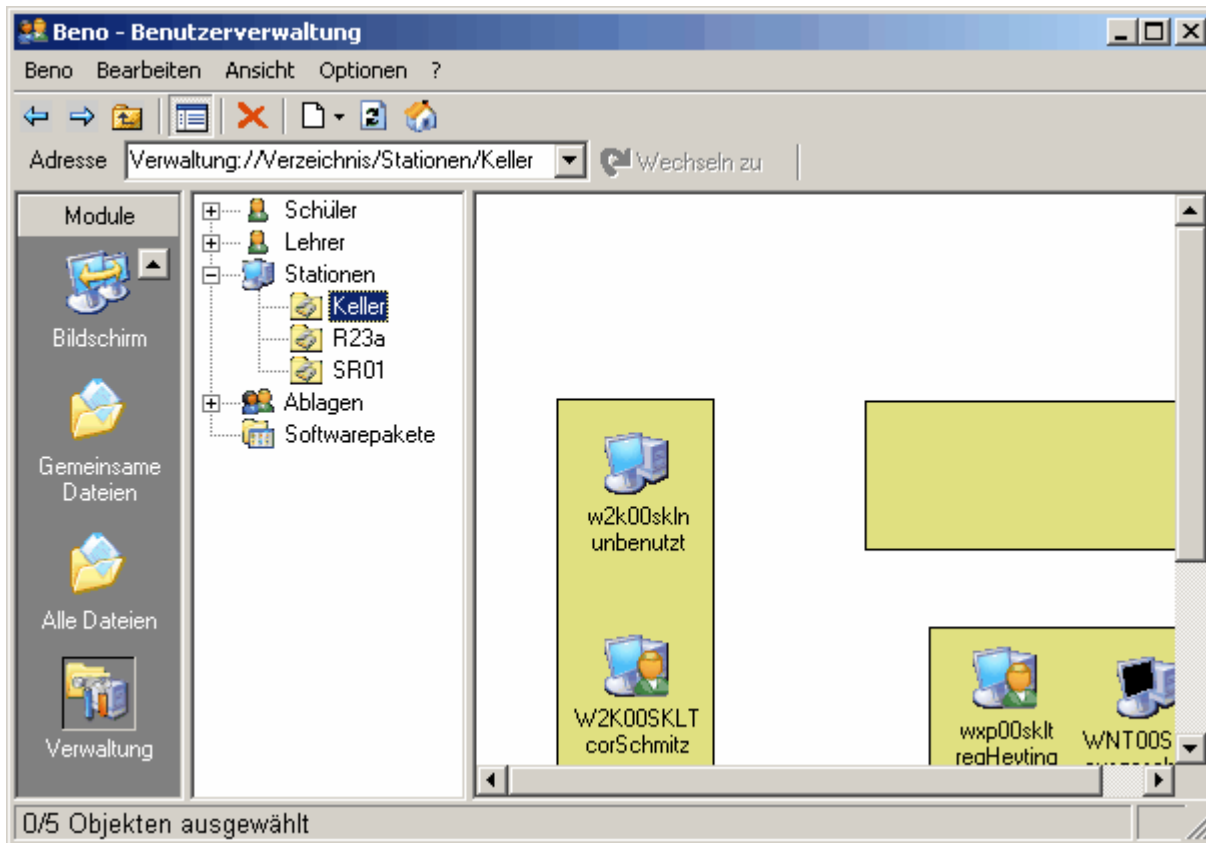 Beno - Benutzerverwaltung
Beno Bearbeiten Ansicht Optionen ?
Adresse Verwaltung://Verzeichnis/Stationen/Keller Wechseln zu
Module
Bildschirm
Gemeinsame
Dateien
Alle Dateien
Verwaltung
Schüler
Lehrer
Stationen
Keller
R23a
SR01
Ablagen
Softwarepakete
w2k00skln
unbenutzt
W2K00SKLT
corSchmitz
wxp00sklt
regHeyting
WNT00S
0/5 Objekten ausgewählt